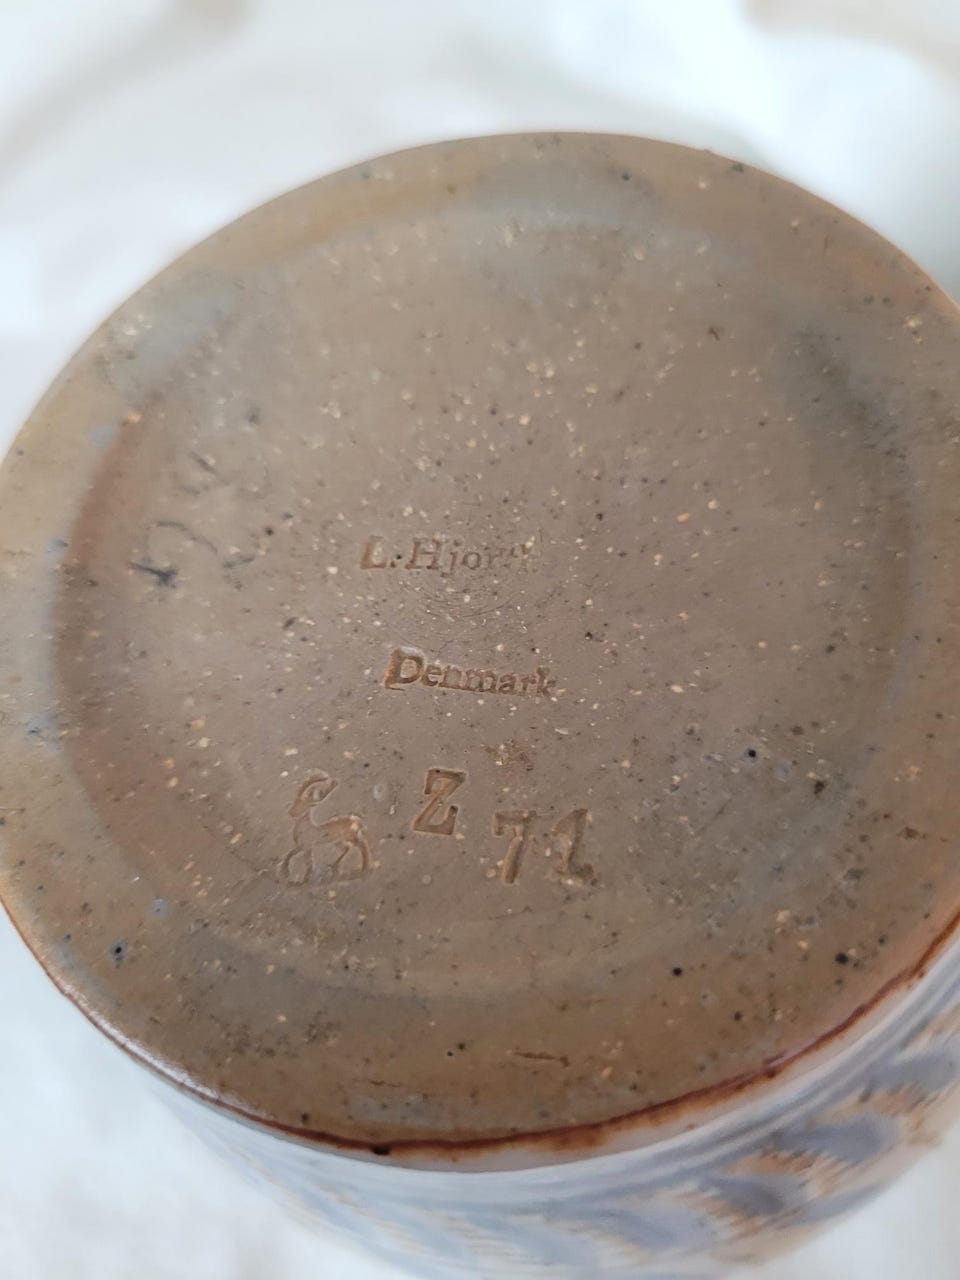 L. Hjorth
Denmark
Z 71